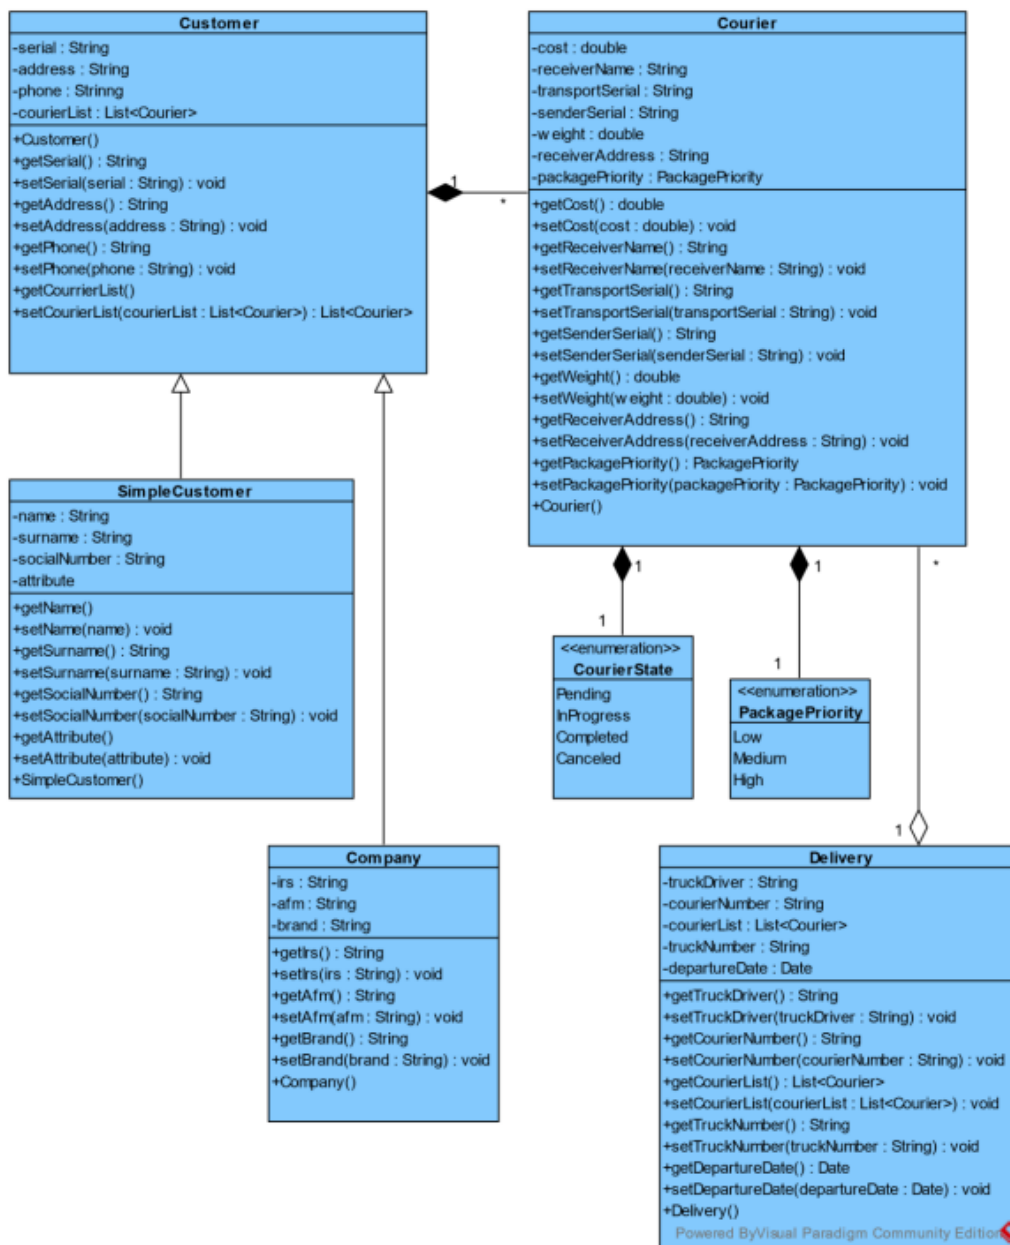 Customer
-serial : String
-address : String
-phone : Strinng
-courierList : List<Courier>
+Customer()
+getSerial() : String
+setSerial(serial : String) : void
+getAddress() : String
+setAddress(address : String) : void
+getPhone() : String
+setPhone(phone : String) : void
+getCourrierList()
+setCourierList(courierList : List<Courier>) : List<Courier>
1
*
Courier
-cost : double
-receiverName : String
-transportSerial : String
-senderSerial : String
-weight : double
-receiverAddress : String
-packagePriority : PackagePriority
+getCost() : double
+setCost(cost : double) : void
+getReceiverName() : String
+setReceiverName(receiverName : String) : void
+getTransportSerial() : String
+setTransportSerial(transportSerial : String) : void
+getSenderSerial() : String
+setSenderSerial(senderSerial : String) : void
+getWeight() : double
+setWeight(weight : double) : void
+getReceiverAddress() : String
+setReceiverAddress(receiverAddress : String) : void
+getPackagePriority() : PackagePriority
+setPackagePriority(packagePriority : PackagePriority) : void
+Courier()
SimpleCustomer
-name : String
-surname : String
-socialNumber : String
-attribute
+getName()
+setName(name) : void
+getSurname() : String
+setSurname(surname : String) : void
+getSocialNumber() : String
+setSocialNumber(socialNumber : String) : void
+getAttribute()
+setAttribute(attribute) : void
+SimpleCustomer()
1
1
*
1
1
<<enumeration>>
CourierState
Pending
InProgress
Completed
Canceled
<<enumeration>>
PackagePriority
Low
Medium
High
1
Company
-irs : String
-afm : String
-brand : String
+getIrs() : String
+setIrs(irs : String) : void
+getAfm() : String
+setAfm(afm : String) : void
+getBrand() : String
+setBrand(brand : String) : void
+Company()
Delivery
-truckDriver : String
-courierNumber : String
-courierList : List<Courier>
-truckNumber : String
-departureDate : Date
+getTruckDriver() : String
+setTruckDriver(truckDriver : String) : void
+getCourierNumber() : String
+setCourierNumber(courierNumber : String) : void
+getCourierList() : List<Courier>
+setCourierList(courierList : List<Courier>) : void
+getTruckNumber() : String
+setTruckNumber(truckNumber : String) : void
+getDepartureDate() : Date
+setDepartureDate(departureDate : Date) : void
+Delivery()
Powered ByVisual Paradigm Community Edition